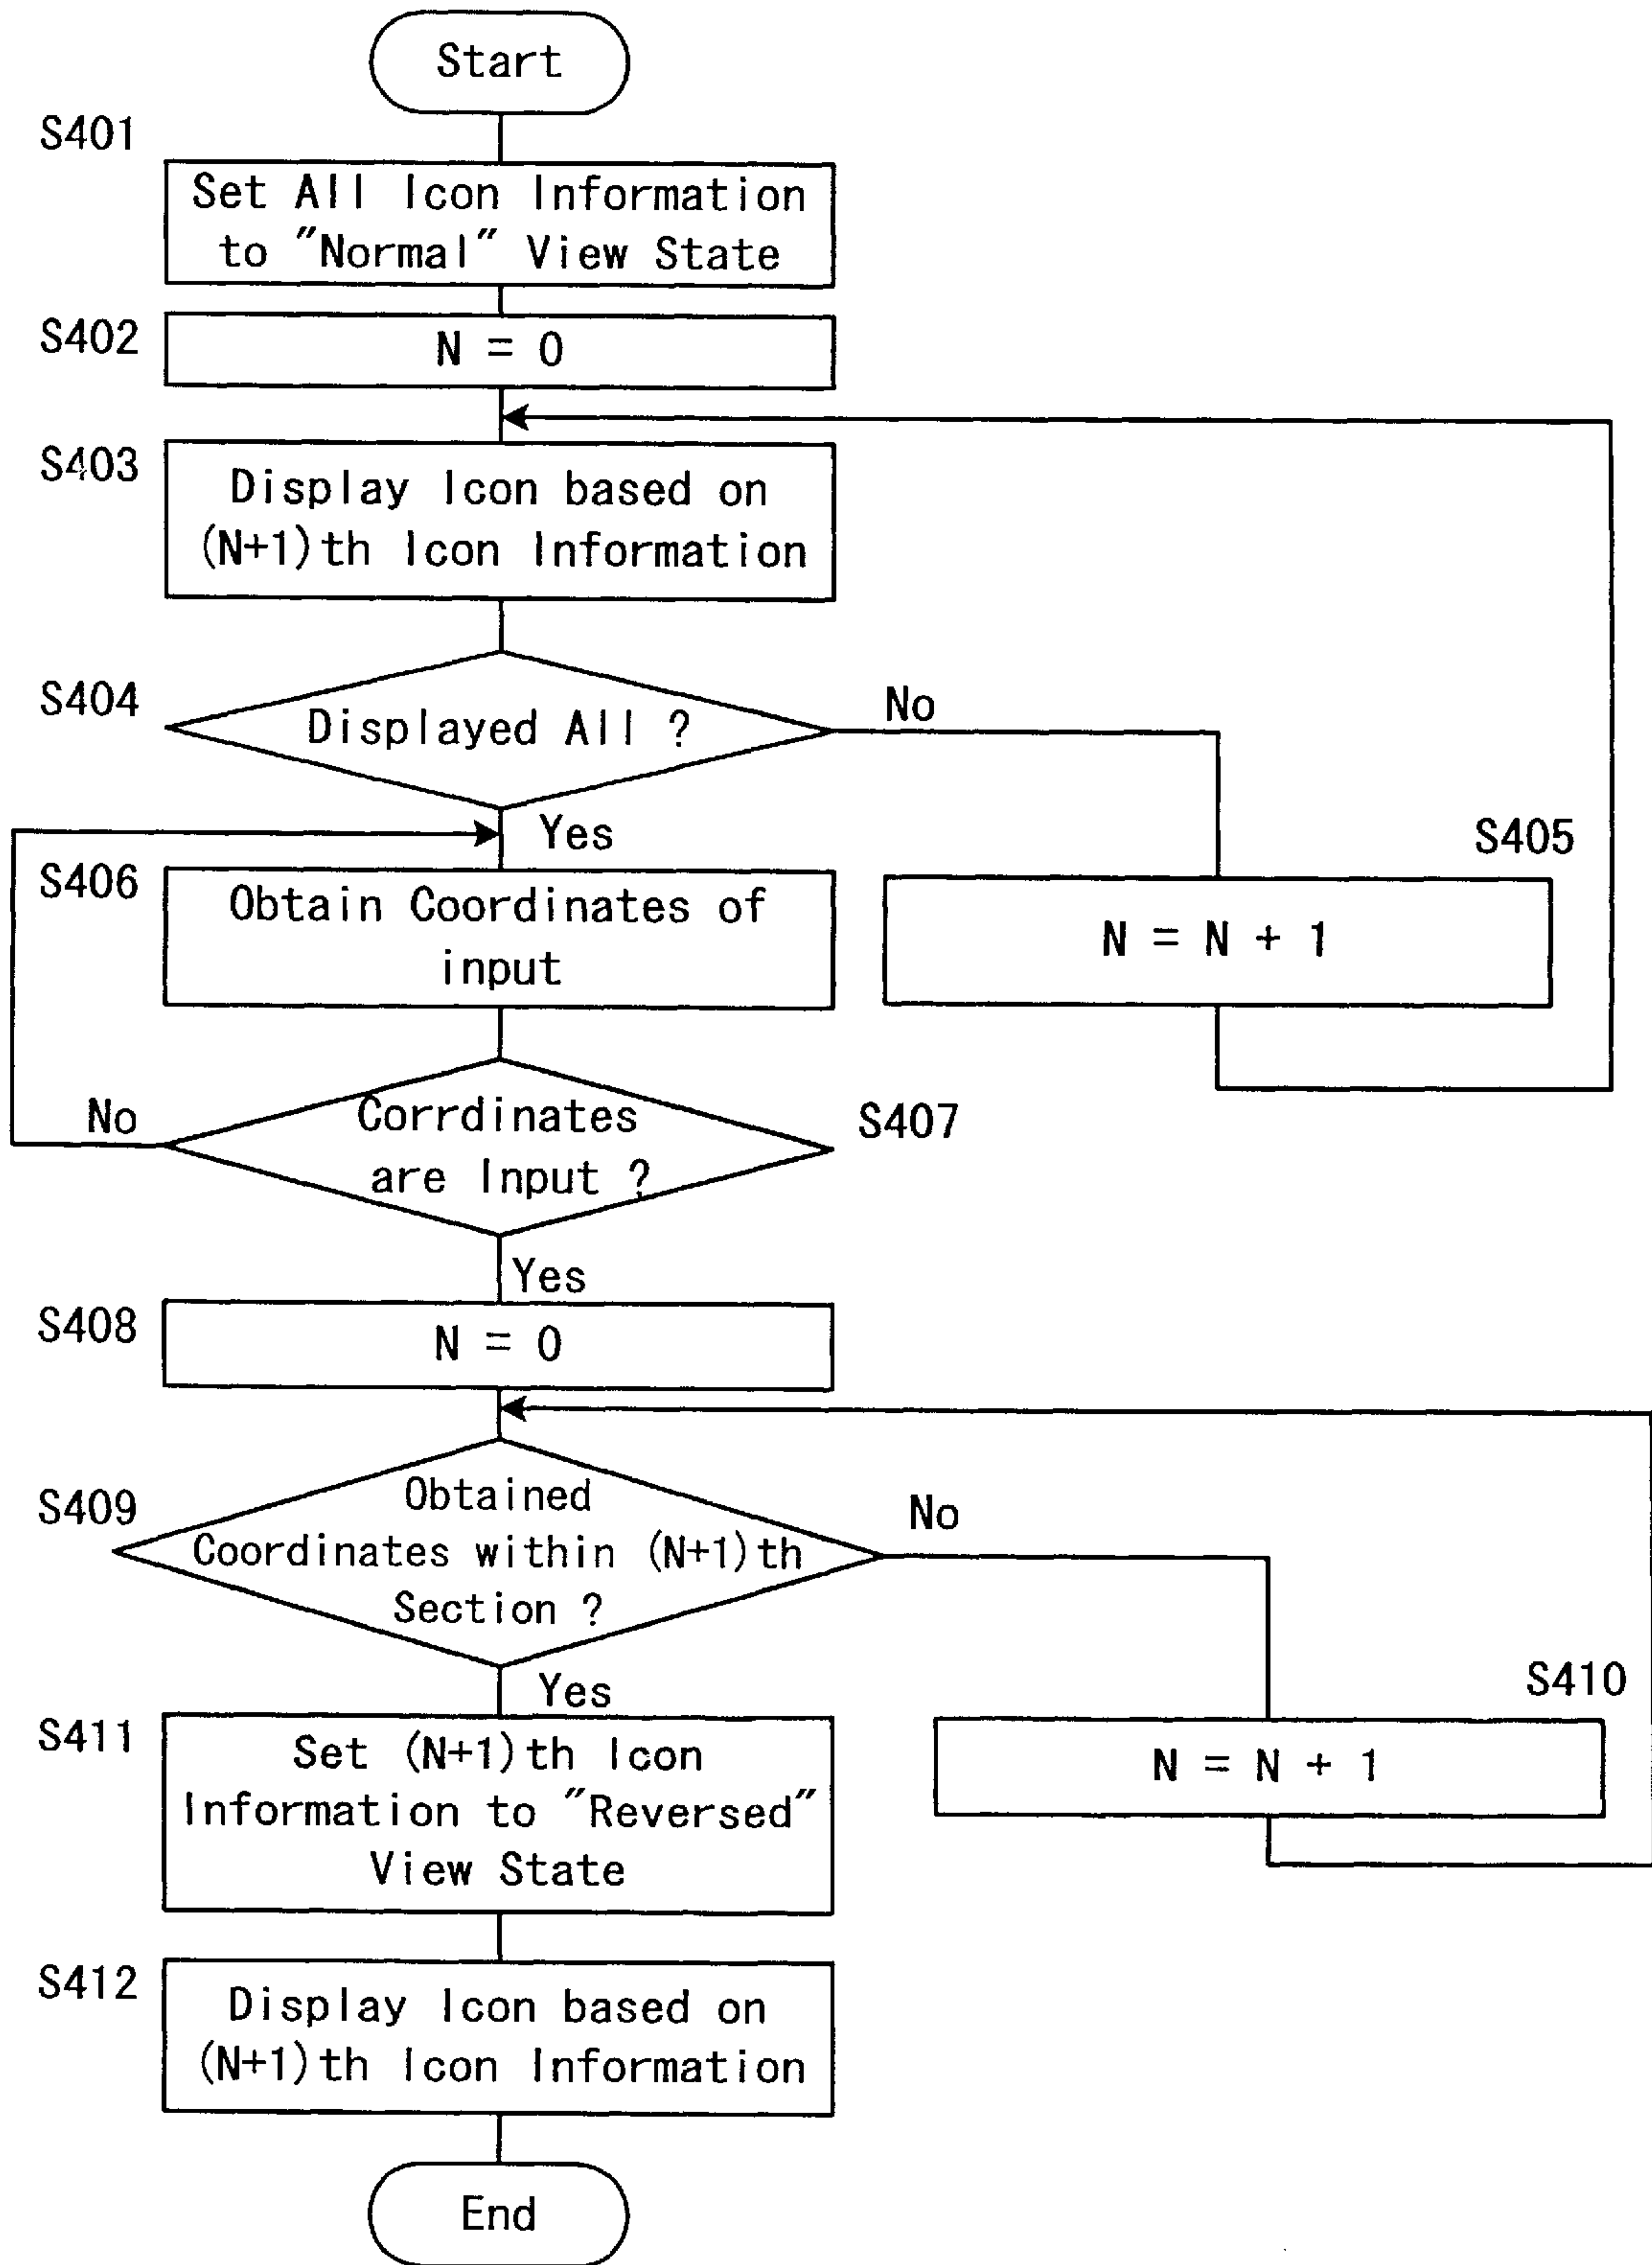 Start
S401
Set All Icon Information
to "Normal" View State
S402
N = 0
S403
Display Icon based on
(N+1)th Icon Information
S404
Displayed All ?
No
Yes
S405
N = N + 1
S406
Obtain Coordinates of
input
No
Corrdinates
are Input ?
S407
Yes
S408
N = 0
S409
Obtained
Coordinates within (N+1)th
Section ?
No
Yes
S410
N = N + 1
S411
Set (N+1)th Icon
Information to "Reversed"
View State
S412
Display Icon based on
(N+1)th Icon Information
End